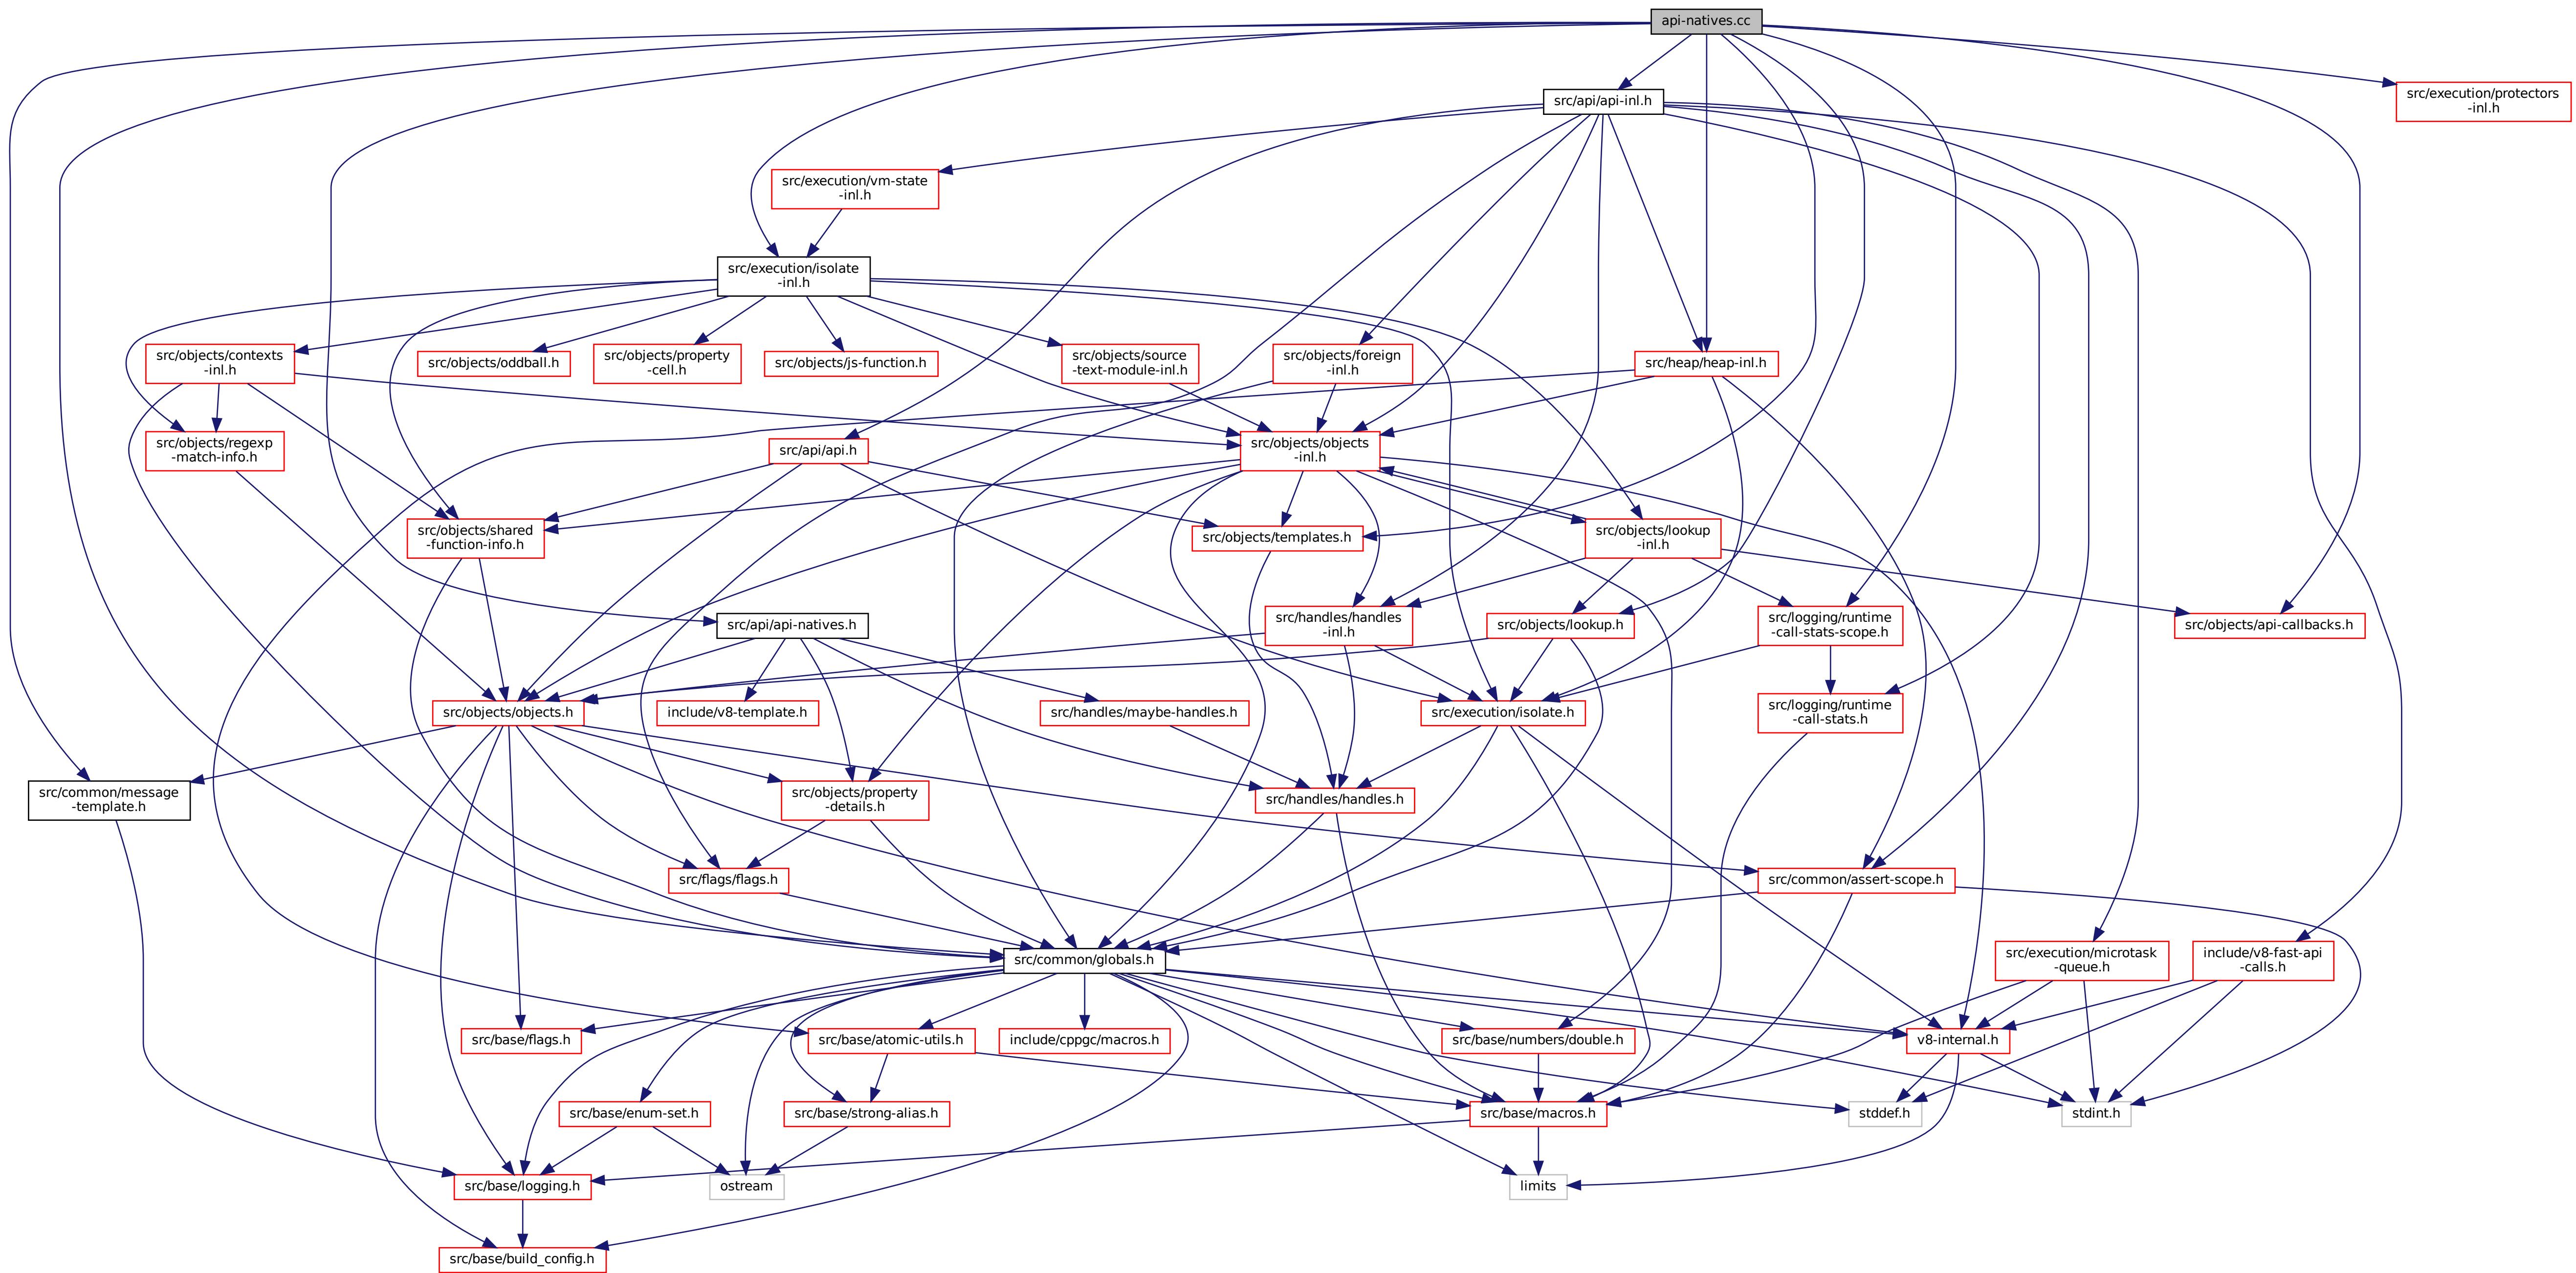 api-natives.cc
src/execution/protectors
-inl.h
src/api/api-inl.h
src/execution/vm-state
-inl.h
src/execution/isolate
-inl.h
src/objects/contexts
-inl.h
src/objects/oddball.h
src/objects/property
-cell.h
src/objects/js-function.h
src/objects/source
-text-module-inl.h
src/objects/foreign
-inl.h
src/heap/heap-inl.h
src/objects/regexp
-match-info.h
src/api/api.h
src/objects/objects
-inl.h
src/objects/shared
-function-info.h
src/objects/templates.h
src/objects/lookup
-inl.h
src/api/api-natives.h
src/handles/handles
-inl.h
src/objects/lookup.h
src/logging/runtime
-call-stats-scope.h
src/objects/api-callbacks.h
src/objects/objects.h
include/v8-template.h
src/handles/maybe-handles.h
src/execution/isolate.h
src/logging/runtime
-call-stats.h
src/common/message
-template.h
src/objects/property
-details.h
src/handles/handles.h
src/flags/flags.h
src/common/assert-scope.h
src/common/globals.h
src/execution/microtask
-queue.h
include/v8-fast-api
-calls.h
src/base/flags.h
src/base/atomic-utils.h
include/cppgc/macros.h
src/base/numbers/double.h
v8-internal.h
src/base/enum-set.h
src/base/strong-alias.h
src/base/macros.h
stddef.h
stdint.h
src/base/logging.h
ostream
limits
src/base/build_config.h